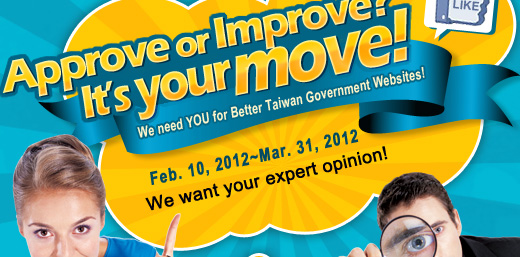 LIKE
Approve or Improve?
It's your move!
We need YOU for Better Taiwan Government Websites!
Feb. 10, 2012~Mar. 31, 2012
We want your expert opinion!